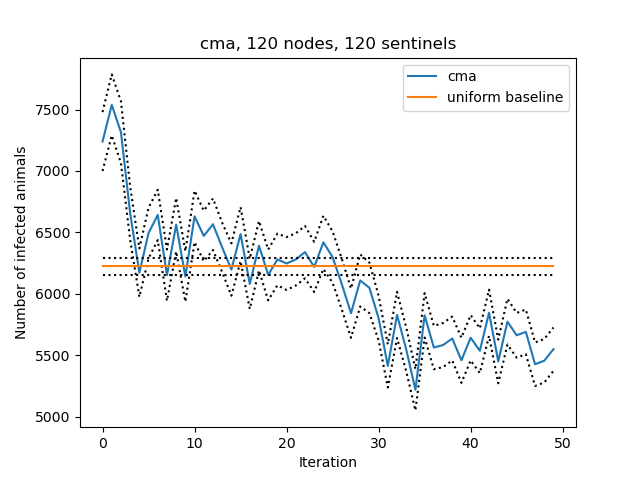 cma, 120 nodes, 120 sentinels
cma
uniform baseline
Number of infected animals
7500
7000
6500
6000
5500
5000
0 10 20 30 40 50
Iteration